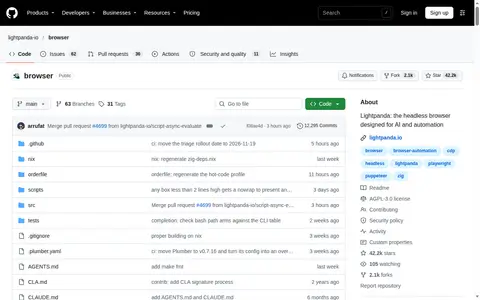 Products Developers Businesses Resources Pricing
Search
Sign in
Sign up
lightpanda-io / browser
Code
Issues 62
Pull requests 36
Actions
Security and quality 11
Insights
browser Public
Notifications
Fork 2.1k
Star 42.2k
main
63 Branches
31 Tags
Go to file
Code
arrufat Merge pull request #4699 from lightpanda-io/script-async-evaluate
3 hours ago
12,295 Commits
.github ci: move the triage rollout date to 2026-11-19 5 hours ago
nix nix: regenerate zig-deps.nix last week
orderfile orderfile: regenerate the hot-code profile 11 hours ago
scripts any box less than 2 lines high gets a nowrap to present an… 3 days ago
src Merge pull request #4699 from lightpanda-io/script-async-e… 3 hours ago
tests completion: check bash path arms against the CLI table 2 weeks ago
.gitignore proper building on nix 3 weeks ago
.plumber.yaml ci: move Plumber to v0.7.16 and turn its config into an over… 3 weeks ago
AGENTS.md add make fmt last week
CLA.md contrib: add CLA signature process 2 years ago
CLAUDE.md add AGENTS.md and CLAUDE.md 6 months ago
About
Lightpanda: the headless browser
designed for AI and automation
lightpanda.io
browser browser-automation cdp
headless lightpanda playwright
puppeteer zig
Readme
AGPL-3.0 license
Contributing
Security policy
Activity
Custom properties
42.2k stars
105 watching
2.1k forks
Report repository